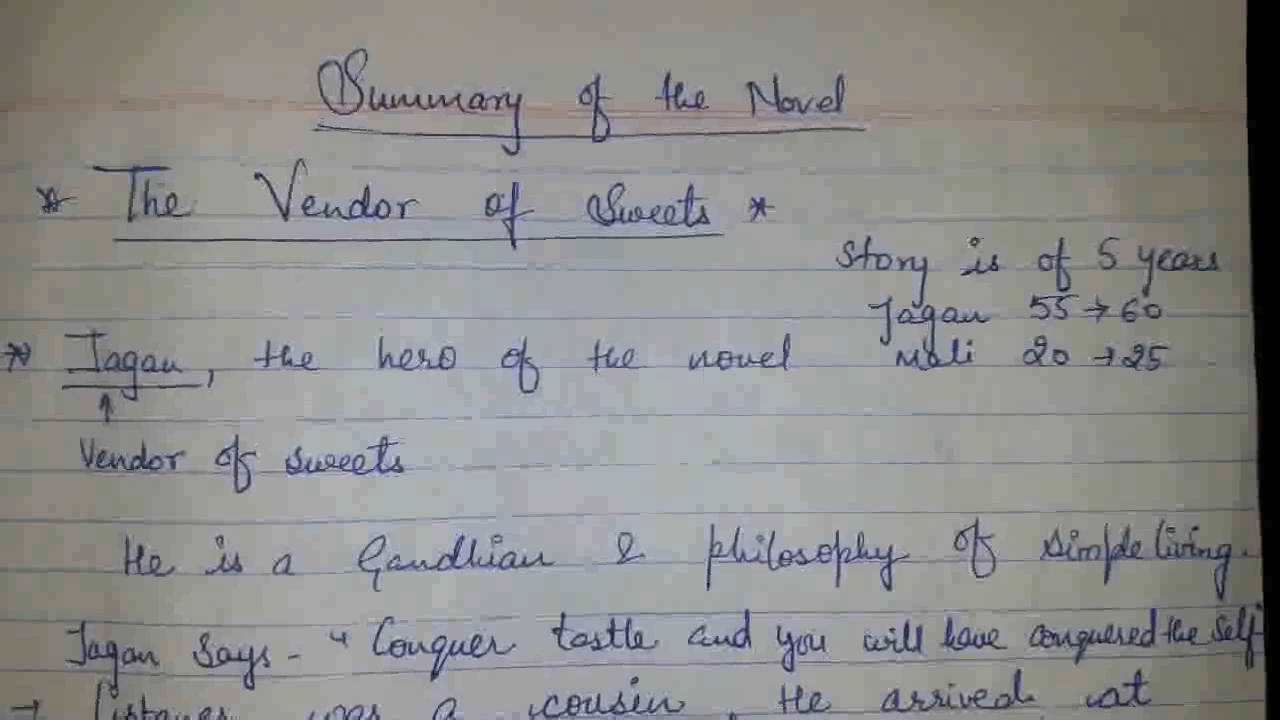 Summary of the Novel
* The Vendor of Sweets *
Story is of 5 years
Jagan 55 → 60
Mali 20 → 25
Jagan, the hero of the novel
↑
Vendor of sweets
He is a Gandhian & philosophy of simple living.
Jagan Says - " Conquer tastle and you will have conquered the self
→ was a cousin, He arrived at